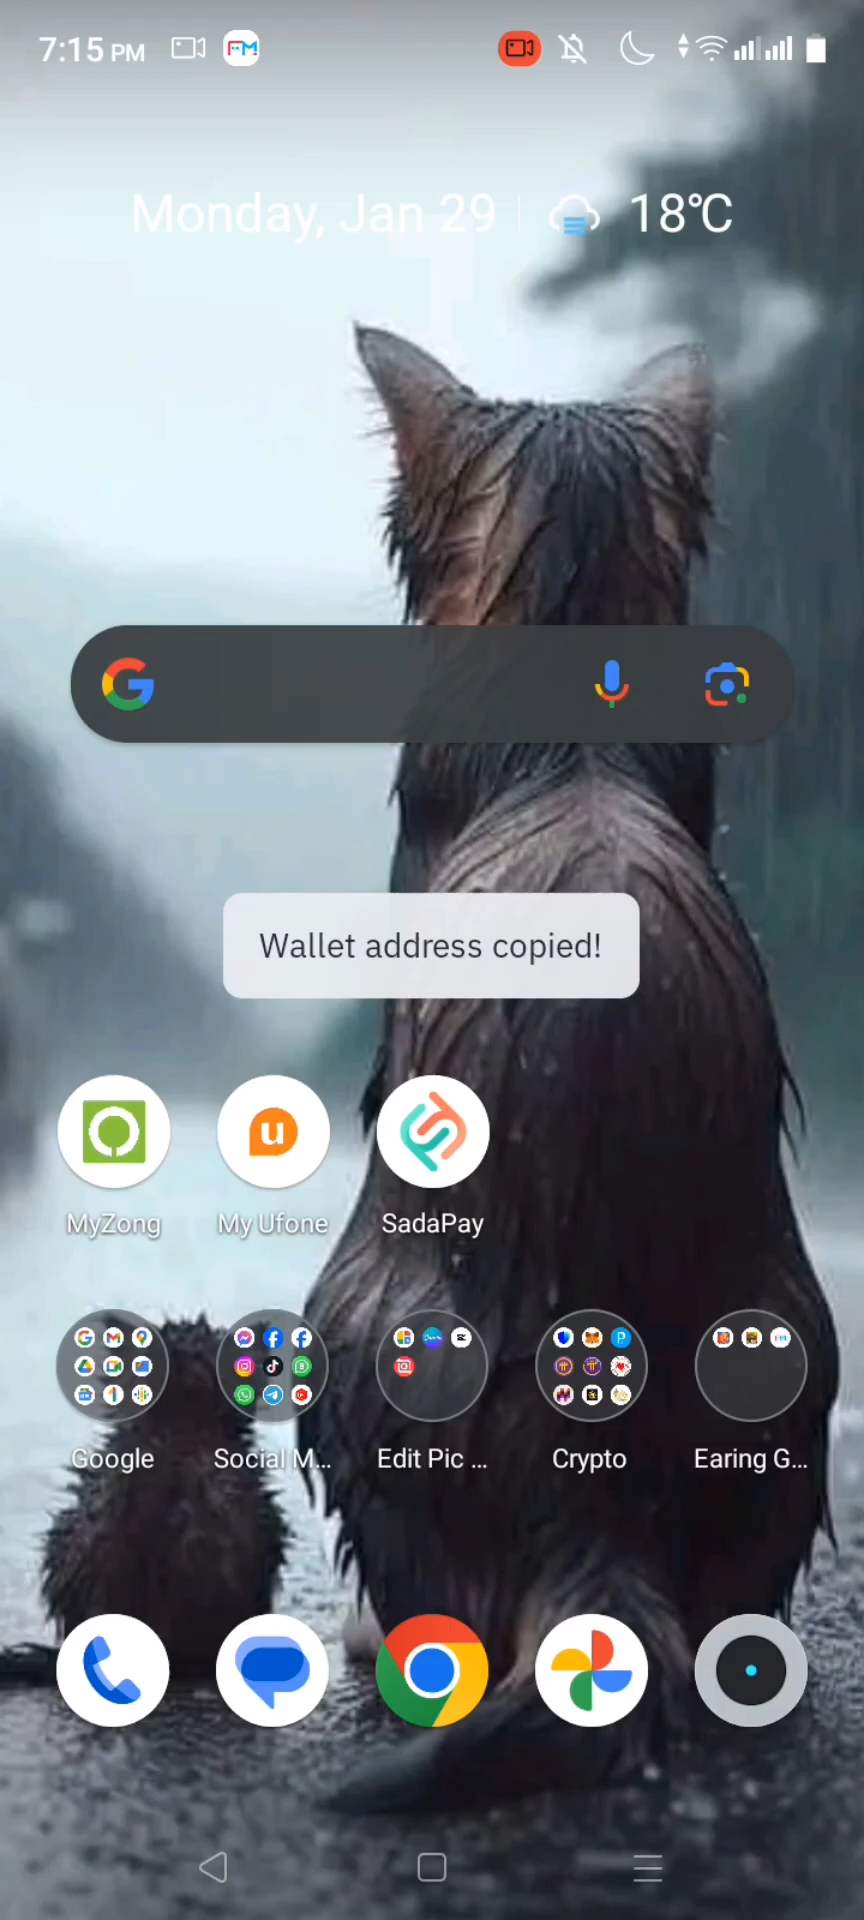 7:15 PM
Monday, Jan 29 18°C
Wallet address copied!
MyZong My Ufone SadaPay
Google Social M... Edit Pic ... Crypto Earing G...